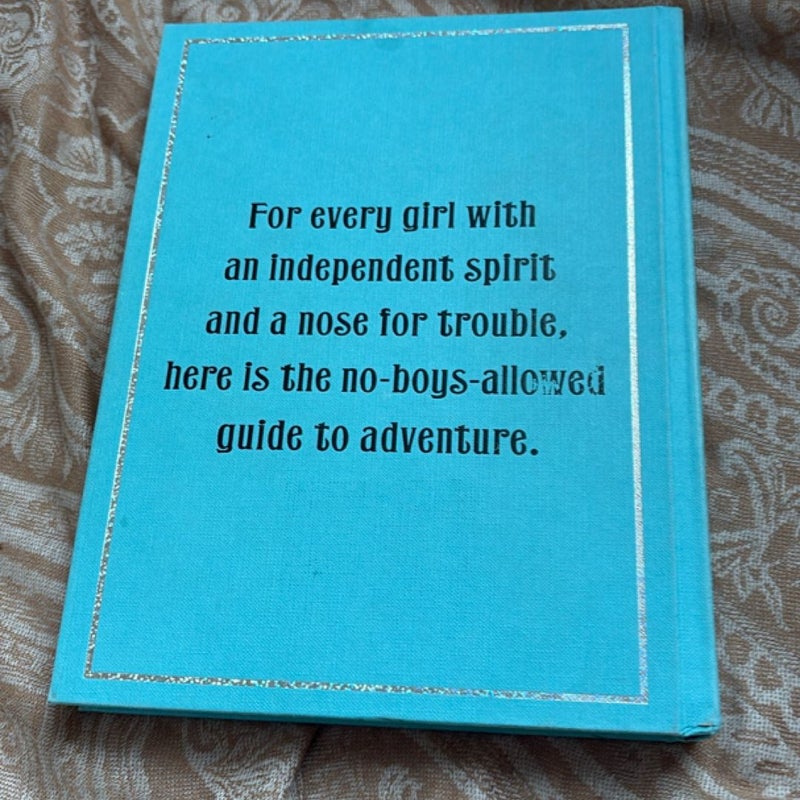 For every girl with
an independent spirit
and a nose for trouble,
here is the no-boys-allowed
guide to adventure.